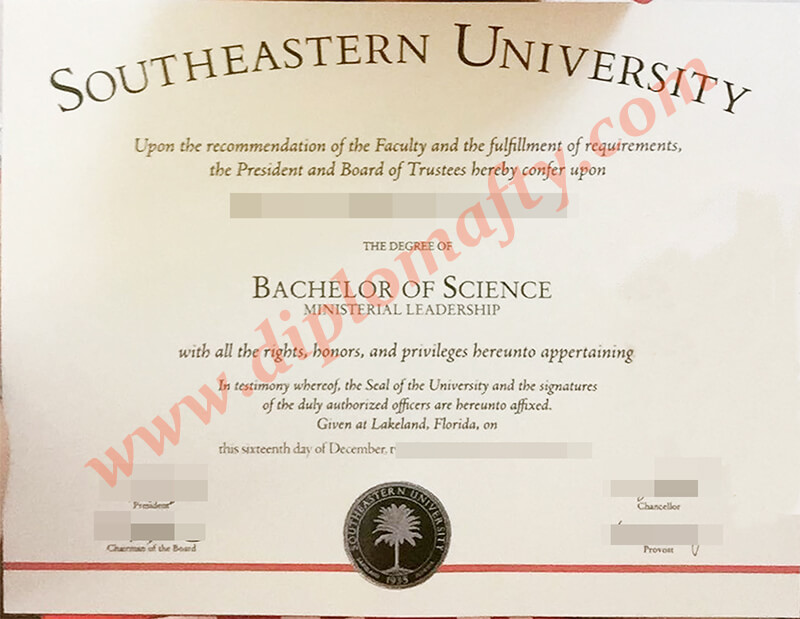 SOUTHEASTERN UNIVERSITY
Upon the recommendation of the Faculty and the fulfillment of requirements,
the President and Board of Trustees hereby confer upon
THE DEGREE OF
BACHELOR OF SCIENCE
MINISTERIAL LEADERSHIP
with all the rights, honors, and privileges hereunto appertaining
In testimony whereof, the Seal of the University and the signatures
of the duly authorized officers are hereunto affixed.
Given at Lakeland, Florida, on
this sixteenth day of December,
President
Chancellor
Chairman of the Board
Provost
SOUTHEASTERN UNIVERSITY
1935
www.diplomafty.com